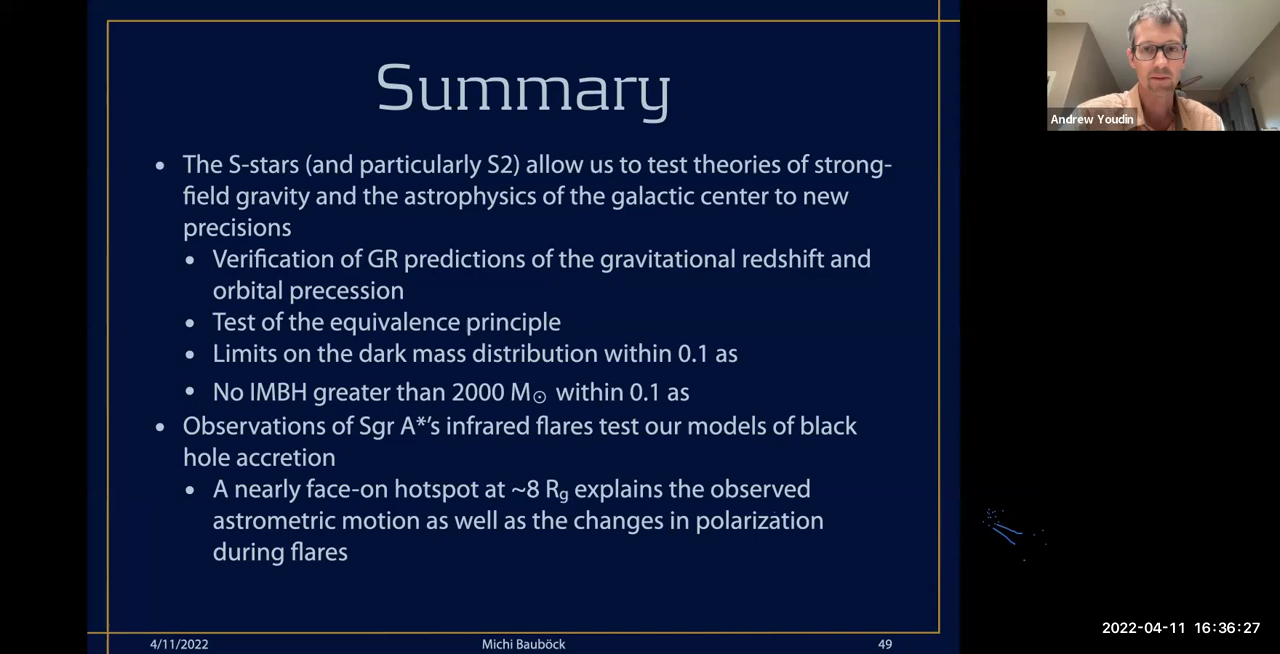 Summary
• The S-stars (and particularly S2) allow us to test theories of strong-
field gravity and the astrophysics of the galactic center to new
precisions
• Verification of GR predictions of the gravitational redshift and
orbital precession
• Test of the equivalence principle
• Limits on the dark mass distribution within 0.1 as
• No IMBH greater than 2000 M☉ within 0.1 as
• Observations of Sgr A*'s infrared flares test our models of black
hole accretion
• A nearly face-on hotspot at ~8 Rg explains the observed
astrometric motion as well as the changes in polarization
during flares
4/11/2022
Michi Bauböck
49
Andrew Youdin
2022-04-11 16:36:27